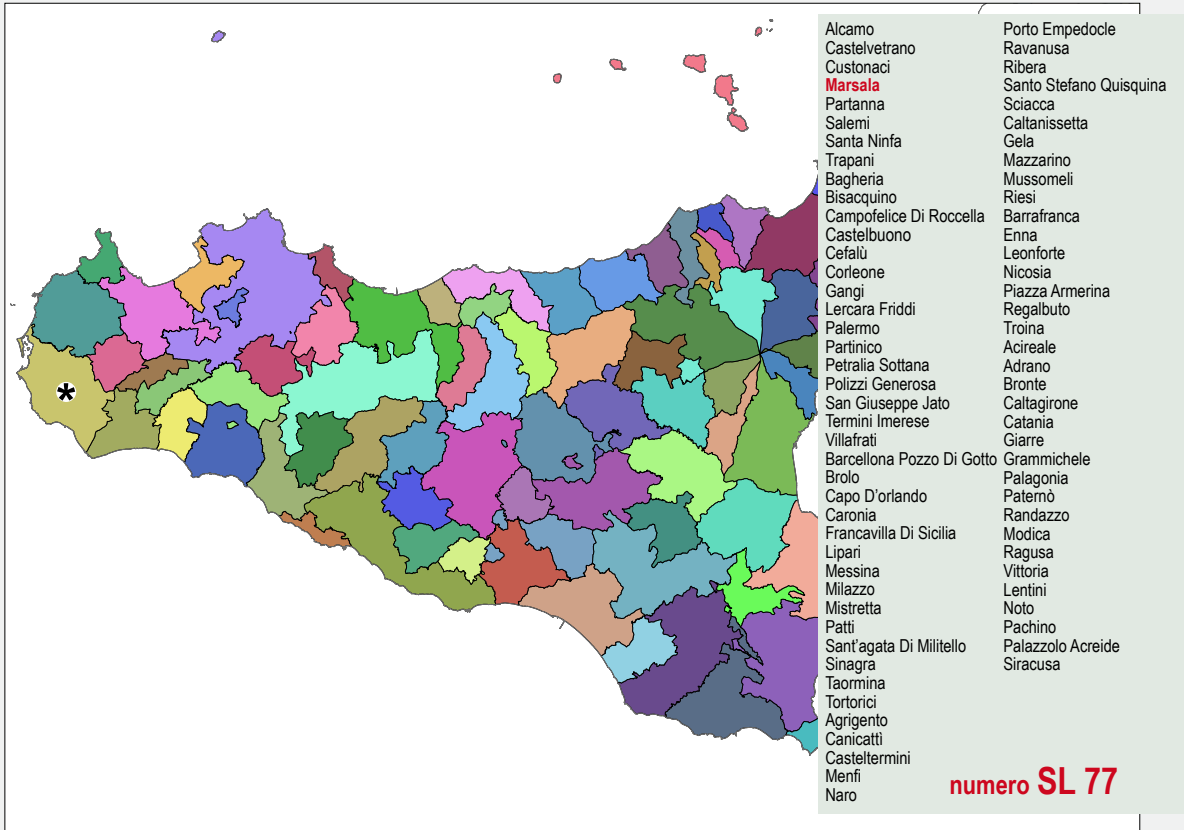 Alcamo
Castelvetrano
Custonaci
Marsala
Partanna
Salemi
Santa Ninfa
Trapani
Bagheria
Bisacquino
Campofelice Di Roccella
Castelbuono
Cefalù
Corleone
Gangi
Lercara Friddi
Palermo
Partinico
Petralia Sottana
Polizzi Generosa
San Giuseppe Jato
Termini Imerese
Villafrati
Barcellona Pozzo Di Gotto
Brolo
Capo D'orlando
Caronia
Francavilla Di Sicilia
Lipari
Messina
Milazzo
Mistretta
Patti
Sant'agata Di Militello
Sinagra
Taormina
Tortorici
Agrigento
Canicattì
Casteltermini
Menfi
Naro
Porto Empedocle
Ravanusa
Ribera
Santo Stefano Quisquina
Sciacca
Caltanissetta
Gela
Mazzarino
Mussomeli
Riesi
Barrafranca
Enna
Leonforte
Nicosia
Piazza Armerina
Regalbuto
Troina
Acireale
Adrano
Bronte
Caltagirone
Catania
Giarre
Grammichele
Palagonia
Paternò
Randazzo
Modica
Ragusa
Vittoria
Lentini
Noto
Pachino
Palazzolo Acreide
Siracusa
numero SL 77
*